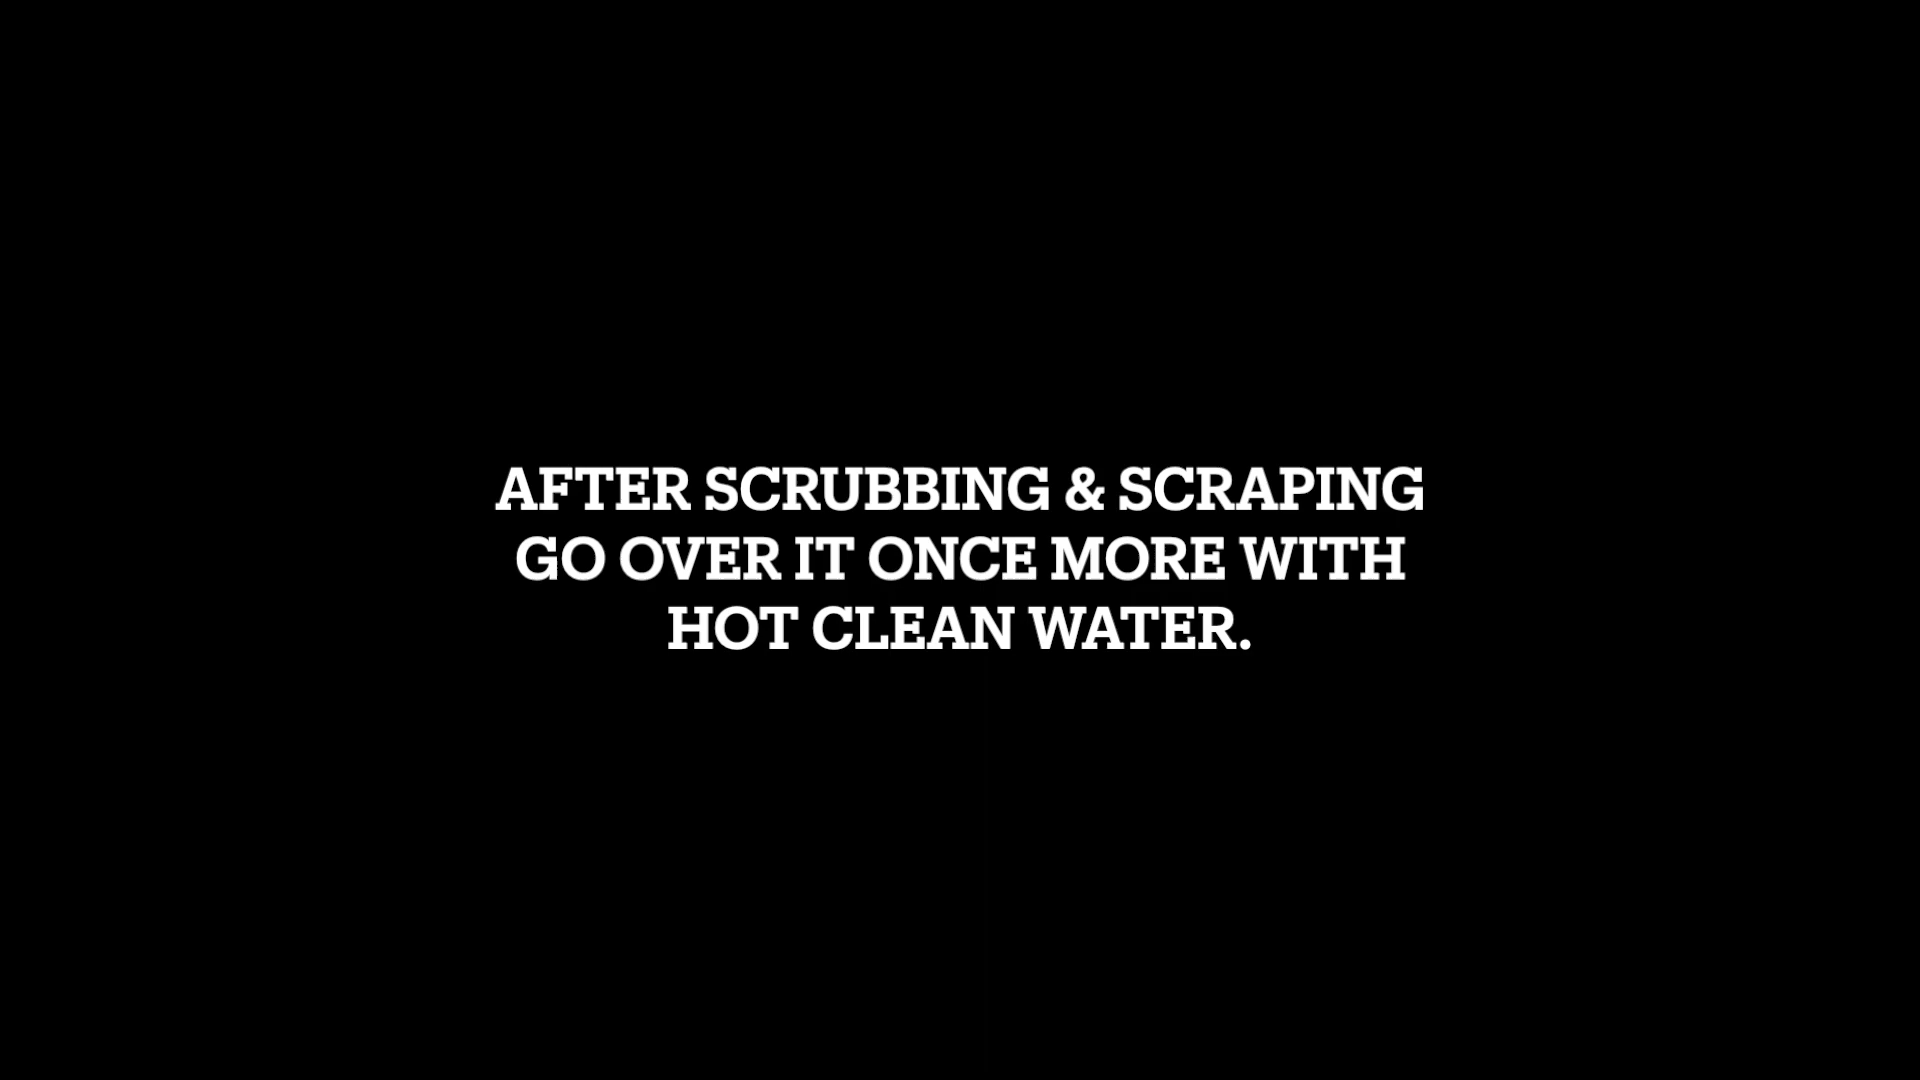 AFTER SCRUBBING & SCRAPING
GO OVER IT ONCE MORE WITH
HOT CLEAN WATER.